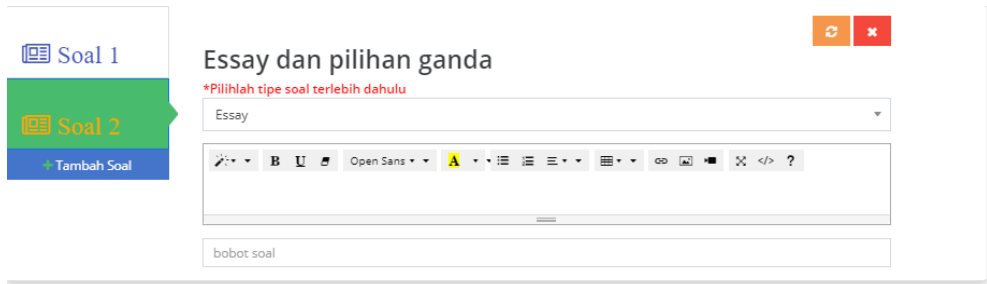 Soal 1
Soal 2
+ Tambah Soal
Essay dan pilihan ganda
*Pilihlah tipe soal terlebih dahulu
Essay
B U Open Sans A </> ?
bobot soal